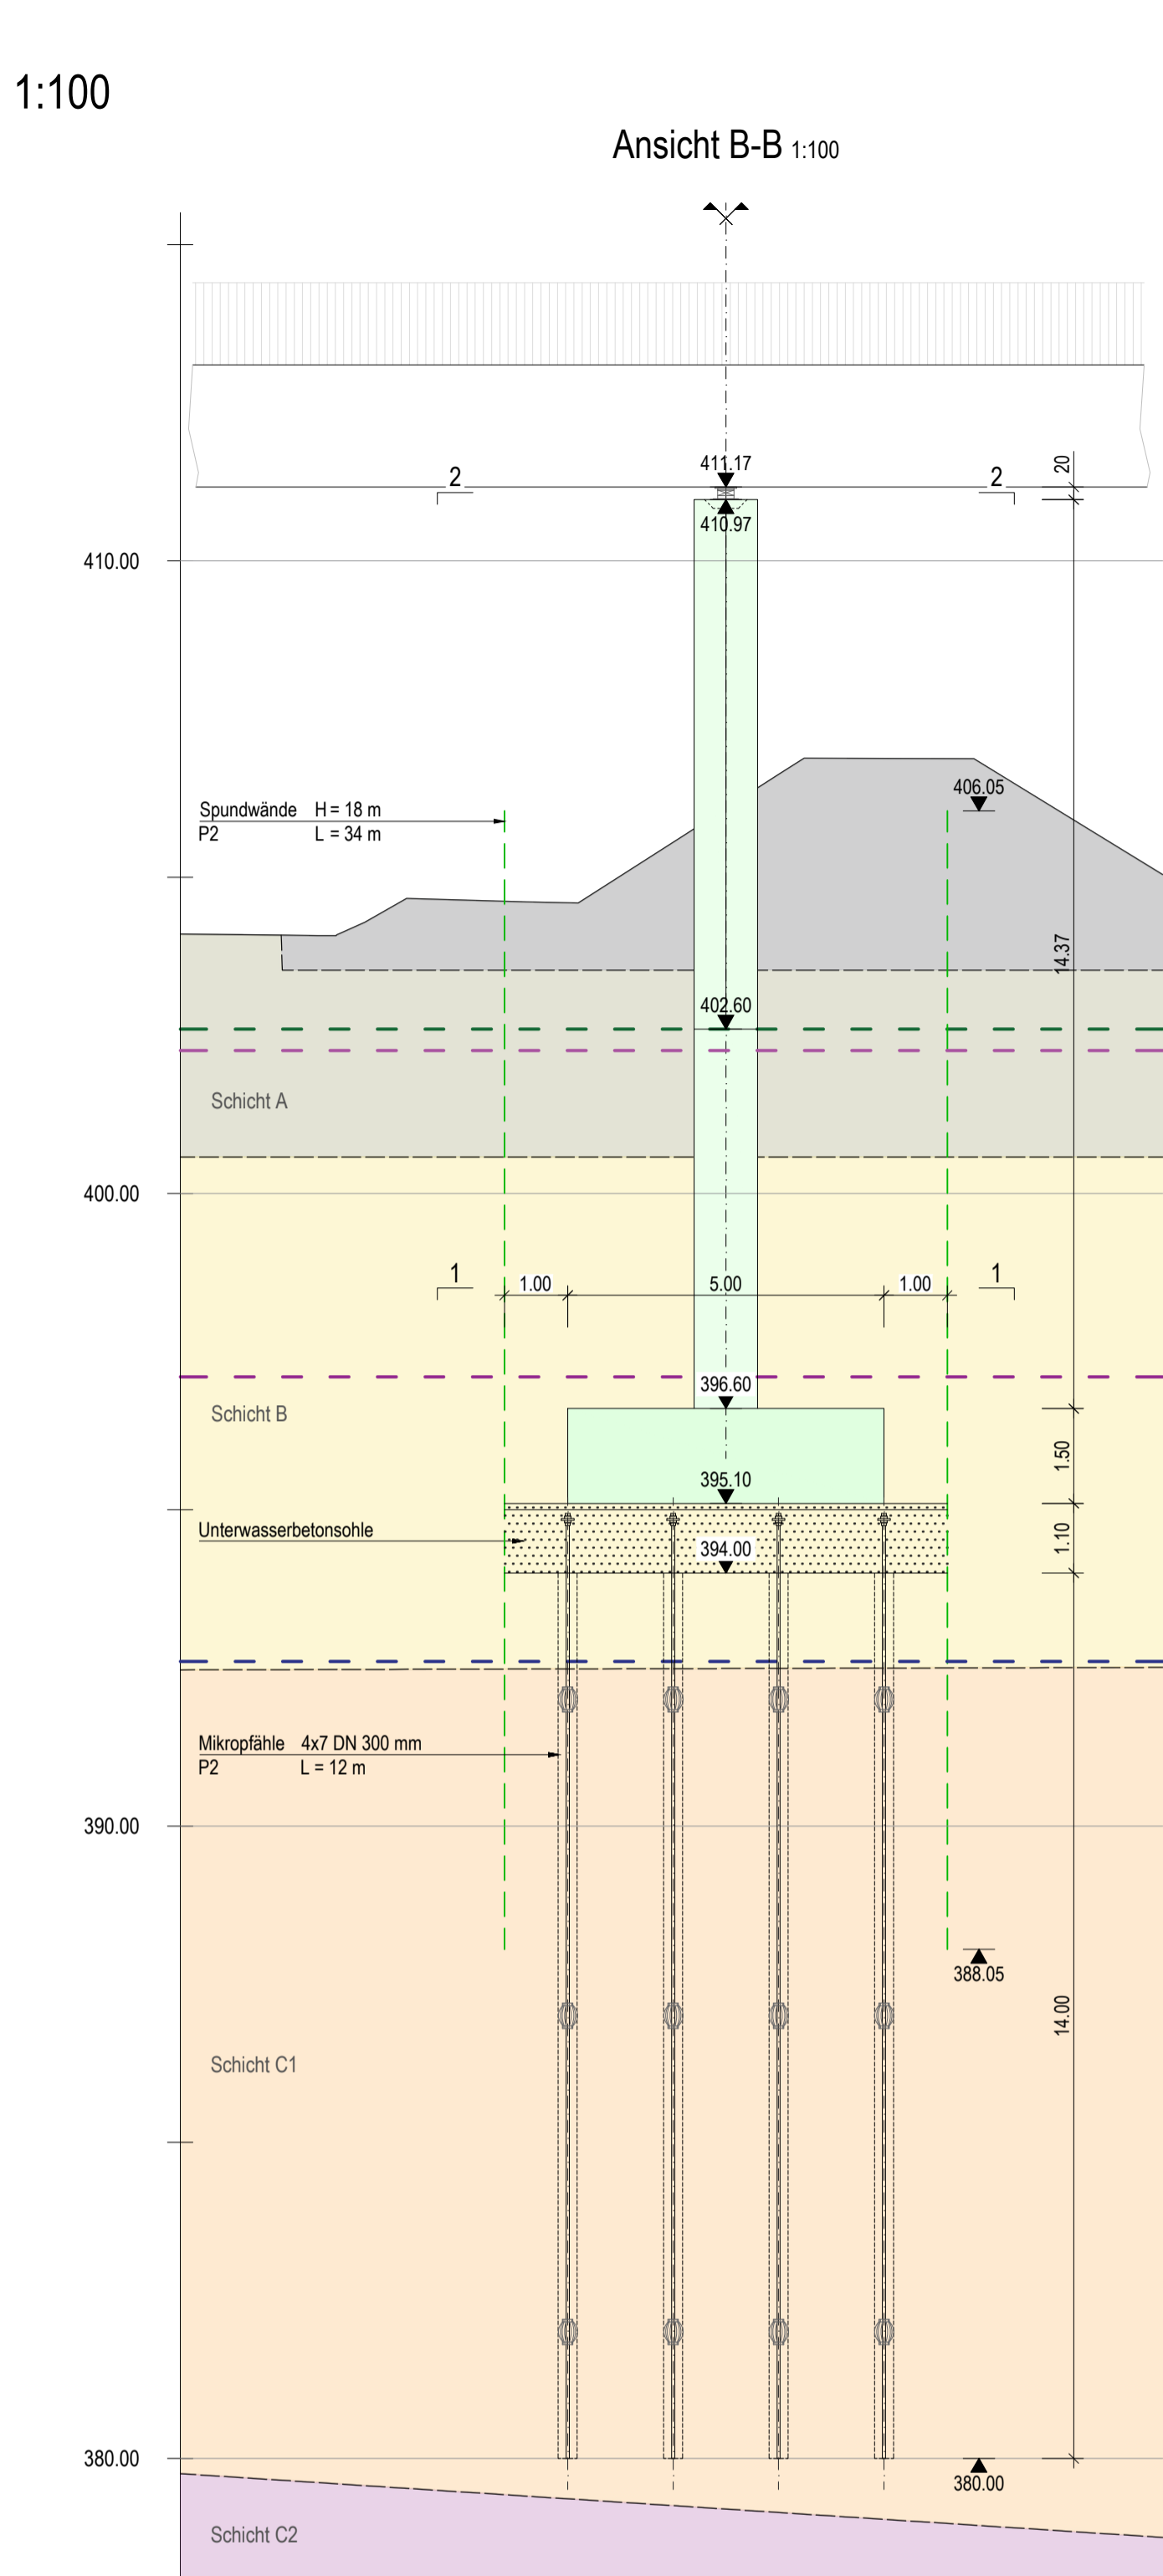 1:100
Ansicht B-B 1:100
411.17
20
2
2
410.97
410.00
406.05
Spundwände H = 18 m
P2 L = 34 m
14.37
402.60
Schicht A
400.00
1
1
1.00
5.00
1.00
396.60
Schicht B
1.50
395.10
Unterwasserbetonsohle
1.10
394.00
Mikropfähle 4x7 DN 300 mm
P2 L = 12 m
390.00
388.05
14.00
Schicht C1
380.00
380.00
Schicht C2